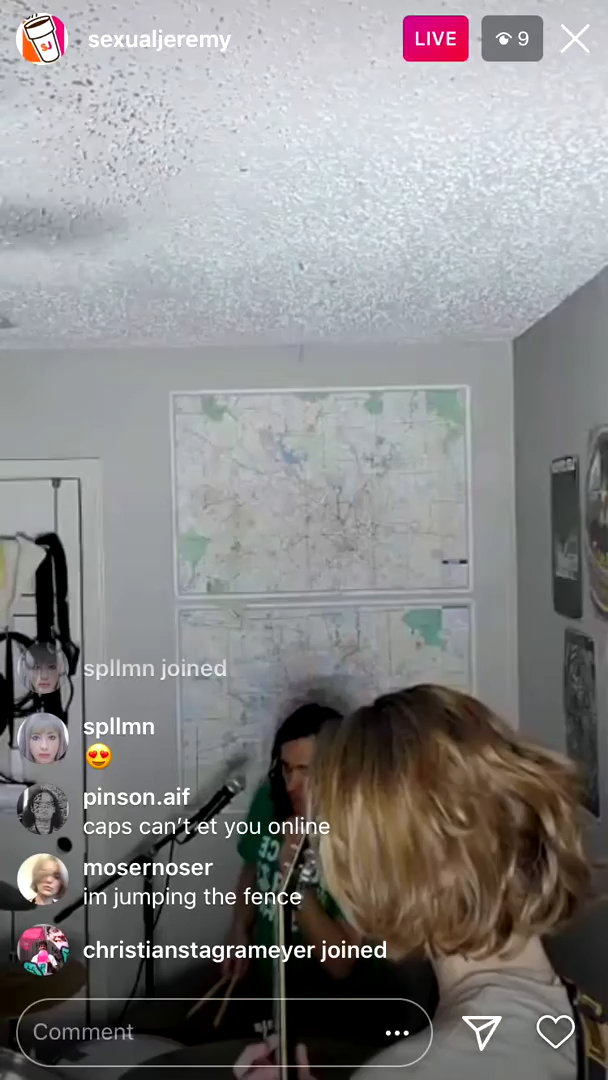 SJ
sexualjeremy
LIVE
9
spllmn joined
spllmn
😍
pinson.aif
caps can't et you online
mosernoser
im jumping the fence
christianstagrameyer joined
Comment